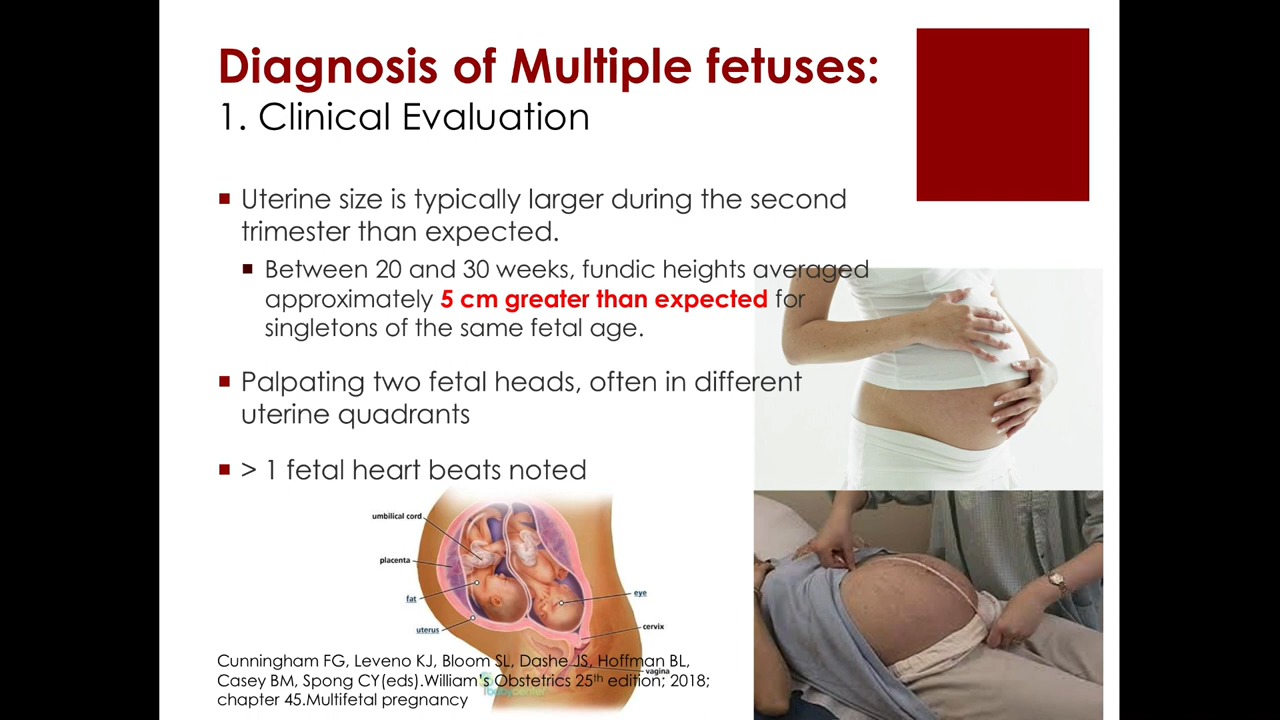 Diagnosis of Multiple fetuses:
1. Clinical Evaluation
Uterine size is typically larger during the second
trimester than expected.
Between 20 and 30 weeks, fundic heights averaged
approximately 5 cm greater than expected for
singletons of the same fetal age.
Palpating two fetal heads, often in different
uterine quadrants
> 1 fetal heart beats noted
umbilical cord
placenta
fat
uterus
eye
cervix
vagina
Cunningham FG, Leveno KJ, Bloom SL, Dashe JS, Hoffman BL,
Casey BM, Spong CY(eds).William's Obstetrics 25th edition; 2018;
chapter 45.Multifetal pregnancy
babycenter